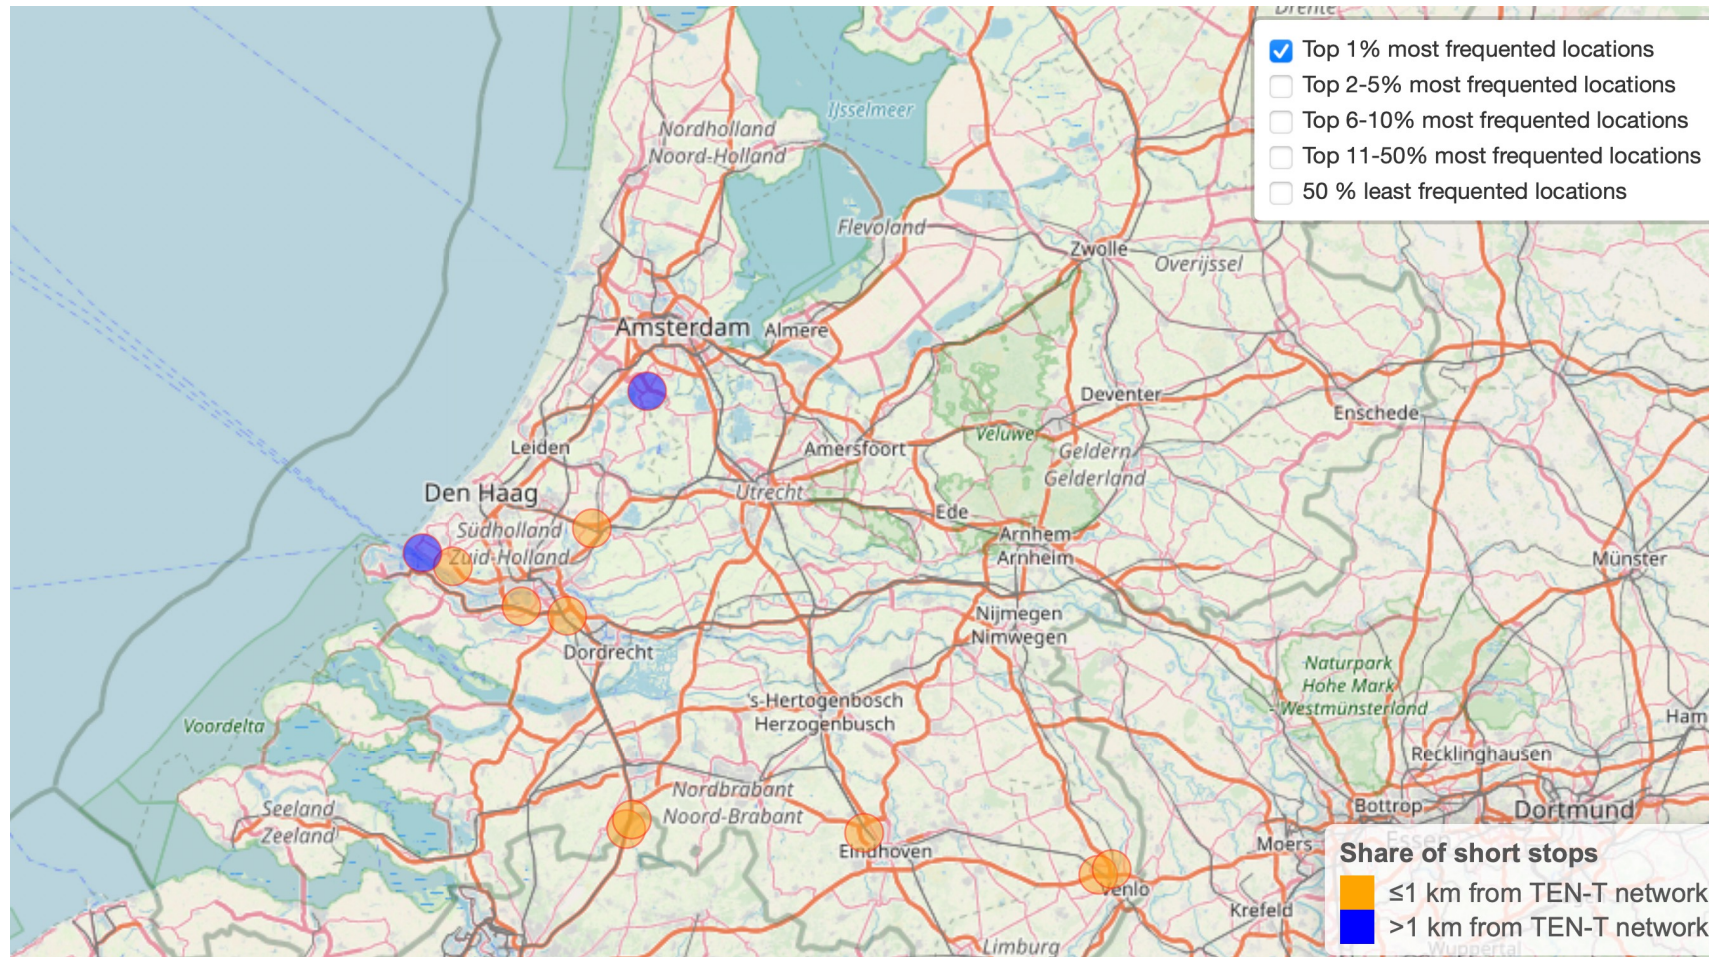 Drenthe
Top 1% most frequented locations
Top 2-5% most frequented locations
Top 6-10% most frequented locations
Top 11-50% most frequented locations
50 % least frequented locations
IJsselmeer
Nordholland
Noord-Holland
Flevoland
Zwolle
Overijssel
Amsterdam
Almere
Deventer
Enschede
Leiden
Amersfoort
Veluwe
Geldern
Gelderland
Den Haag
Utrecht
Südholland
Zuid-Holland
Ede
Arnhem
Arnheim
Münster
Nijmegen
Nimwegen
Dordrecht
Naturpark
Hohe Mark
- Westmünsterland
's-Hertogenbosch
Herzogenbusch
Voordelta
Ham
Recklinghausen
Nordbrabant
Noord-Brabant
Seeland
Zeeland
Bottrop
Dortmund
Essen
Moers
Eindhoven
Venlo
Krefeld
Limburg
Wuppertal
Share of short stops
≤1 km from TEN-T network
>1 km from TEN-T network